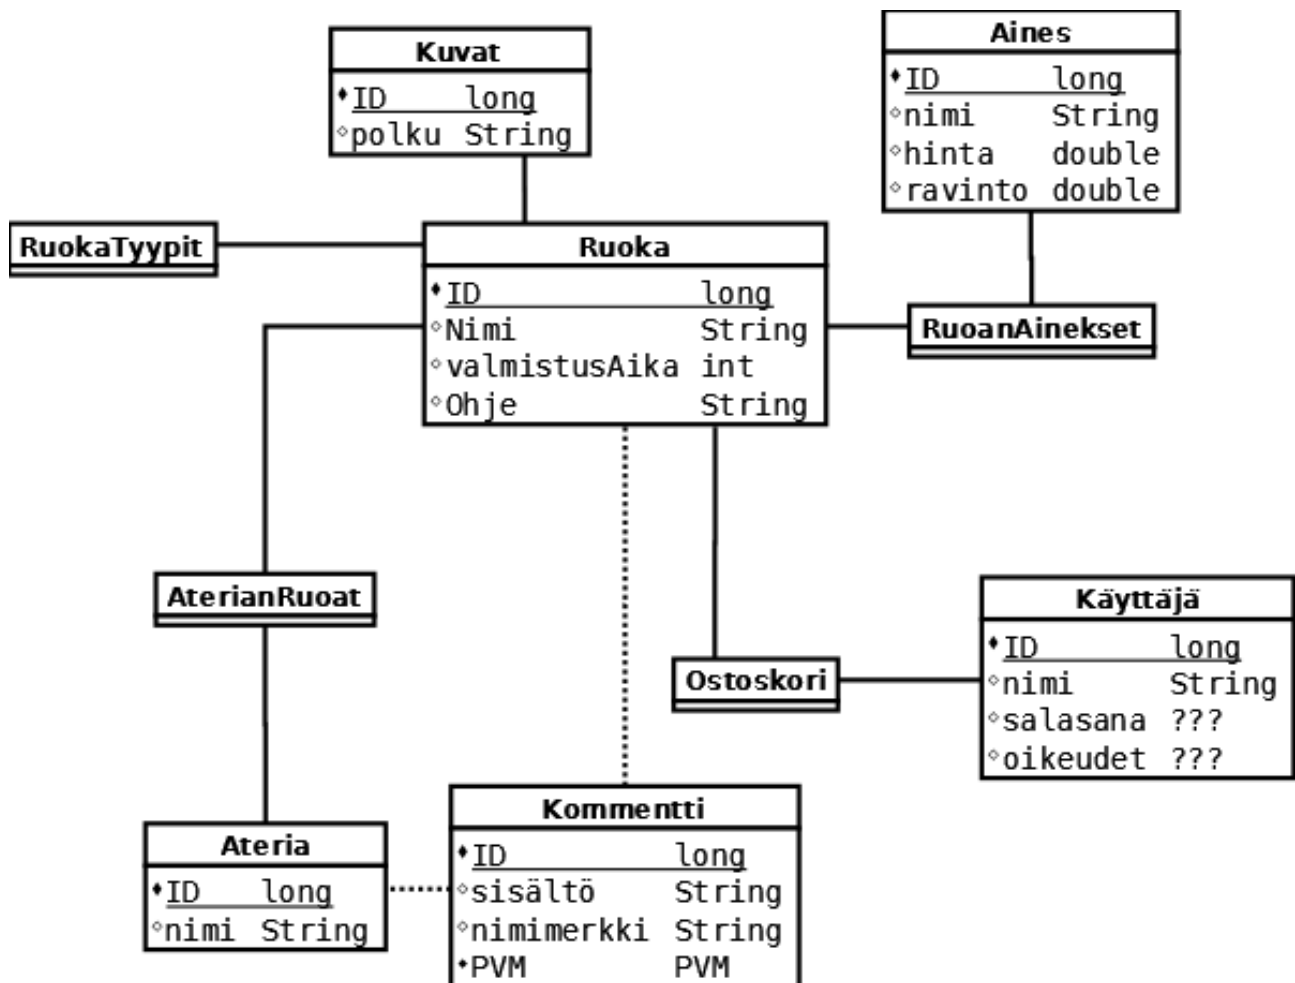 Kuvat
ID long
polku String
Aines
ID long
nimi String
hinta double
ravinto double
RuokaTyypit
Ruoka
ID long
Nimi String
valmistusAika int
Ohje String
RuoanAinekset
AterianRuoat
Ostoskori
Käyttäjä
ID long
nimi String
salasana ???
oikeudet ???
Ateria
ID long
nimi String
Kommentti
ID long
sisältö String
nimimerkki String
PVM PVM